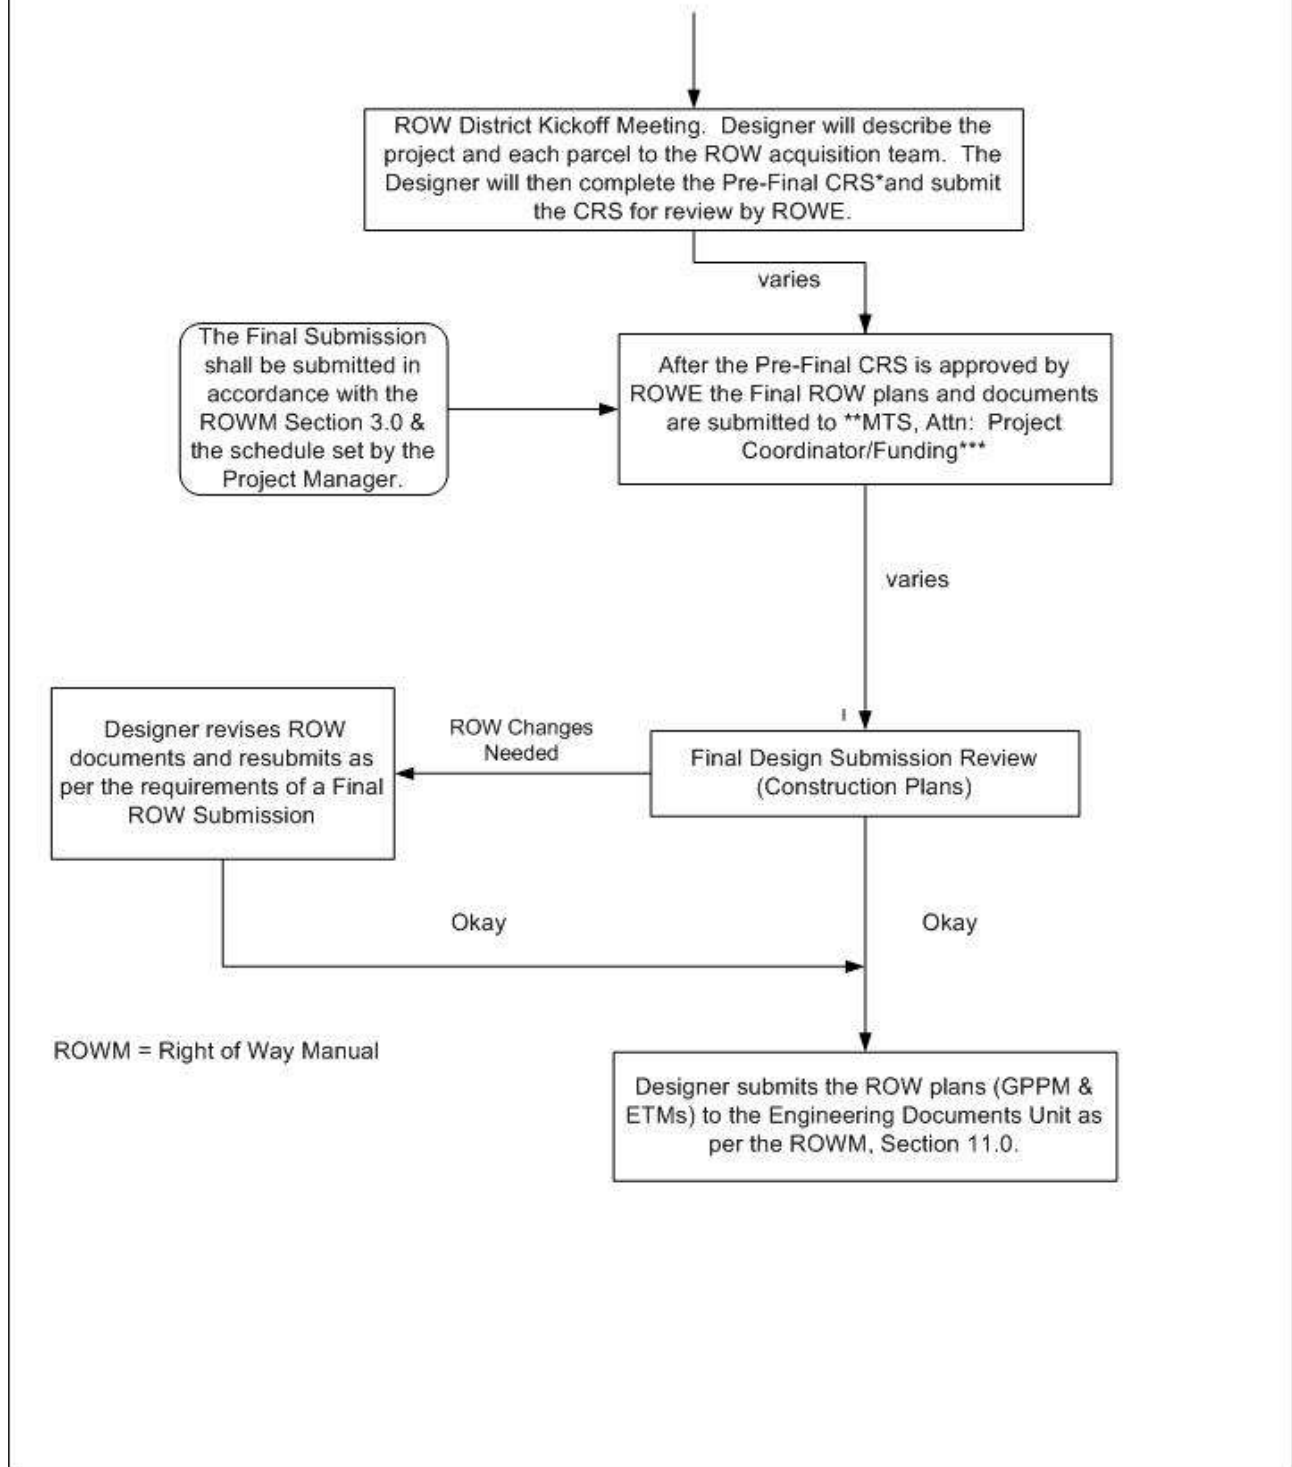 ROW District Kickoff Meeting.  Designer will describe the
project and each parcel to the ROW acquisition team.  The
Designer will then complete the Pre-Final CRS*and submit
the CRS for review by ROWE.
varies
The Final Submission
shall be submitted in
accordance with the
ROWM Section 3.0 &
the schedule set by the
Project Manager.
After the Pre-Final CRS is approved by
ROWE the Final ROW plans and documents
are submitted to **MTS, Attn:  Project
Coordinator/Funding***
varies
Designer revises ROW
documents and resubmits as
per the requirements of a Final
ROW Submission
ROW Changes
Needed
Final Design Submission Review
(Construction Plans)
Okay
Okay
ROWM = Right of Way Manual
Designer submits the ROW plans (GPPM &
ETMs) to the Engineering Documents Unit as
per the ROWM, Section 11.0.